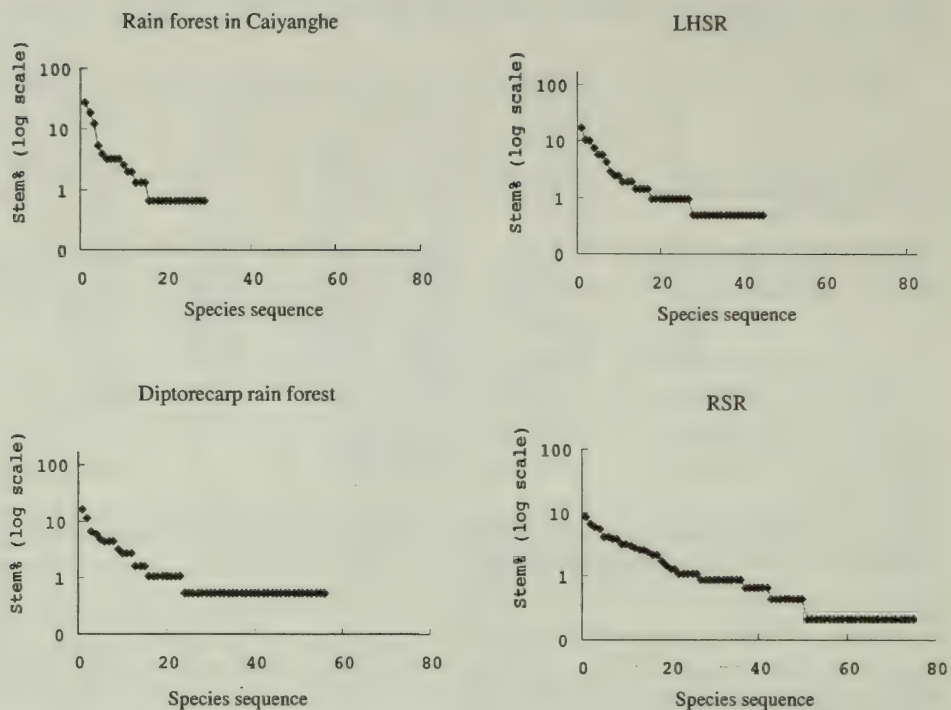 Rain forest in Caiyanghe
Stem% (log scale)
100
10
1
0
0 20 40 60 80
Species sequence
LHSR
Stem% (log scale)
100
10
1
0
0 20 40 60 80
Species sequence
Diptorecarp rain forest
Stem% (log scale)
100
10
1
0
0 20 40 60 80
Species sequence
RSR
Stem% (log scale)
100
10
1
0
0 20 40 60 80
Species sequence